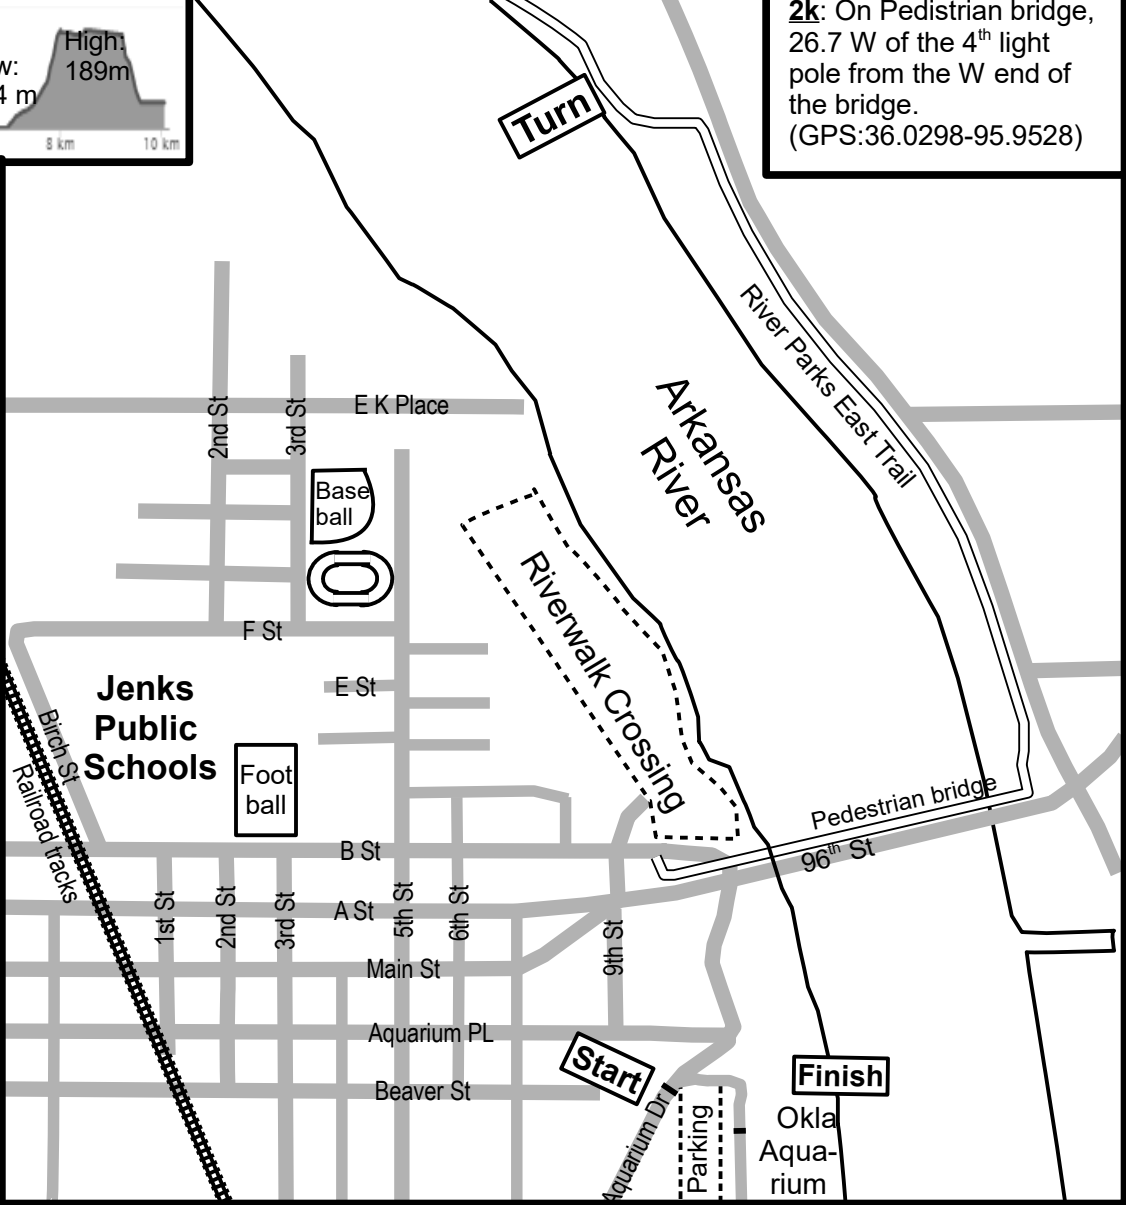 High:
189m
w:
4 m
8 km
10 km
2k: On Pedistrian bridge,
26.7 W of the 4th light
pole from the W end of
the bridge.
(GPS:36.0298-95.9528)
Turn
River Parks East Trail
Arkansas
River
2nd St
3rd St
E K Place
Base
ball
Riverwalk Crossing
F St
E St
Jenks
Public
Schools
Birch St
Railroad tracks
Foot
ball
Pedestrian bridge
96th St
B St
A St
1st St
2nd St
3rd St
5th St
6th St
9th St
Main St
Aquarium PL
Beaver St
Start
Finish
Aquarium Dr
Parking
Okla
Aqua-
rium